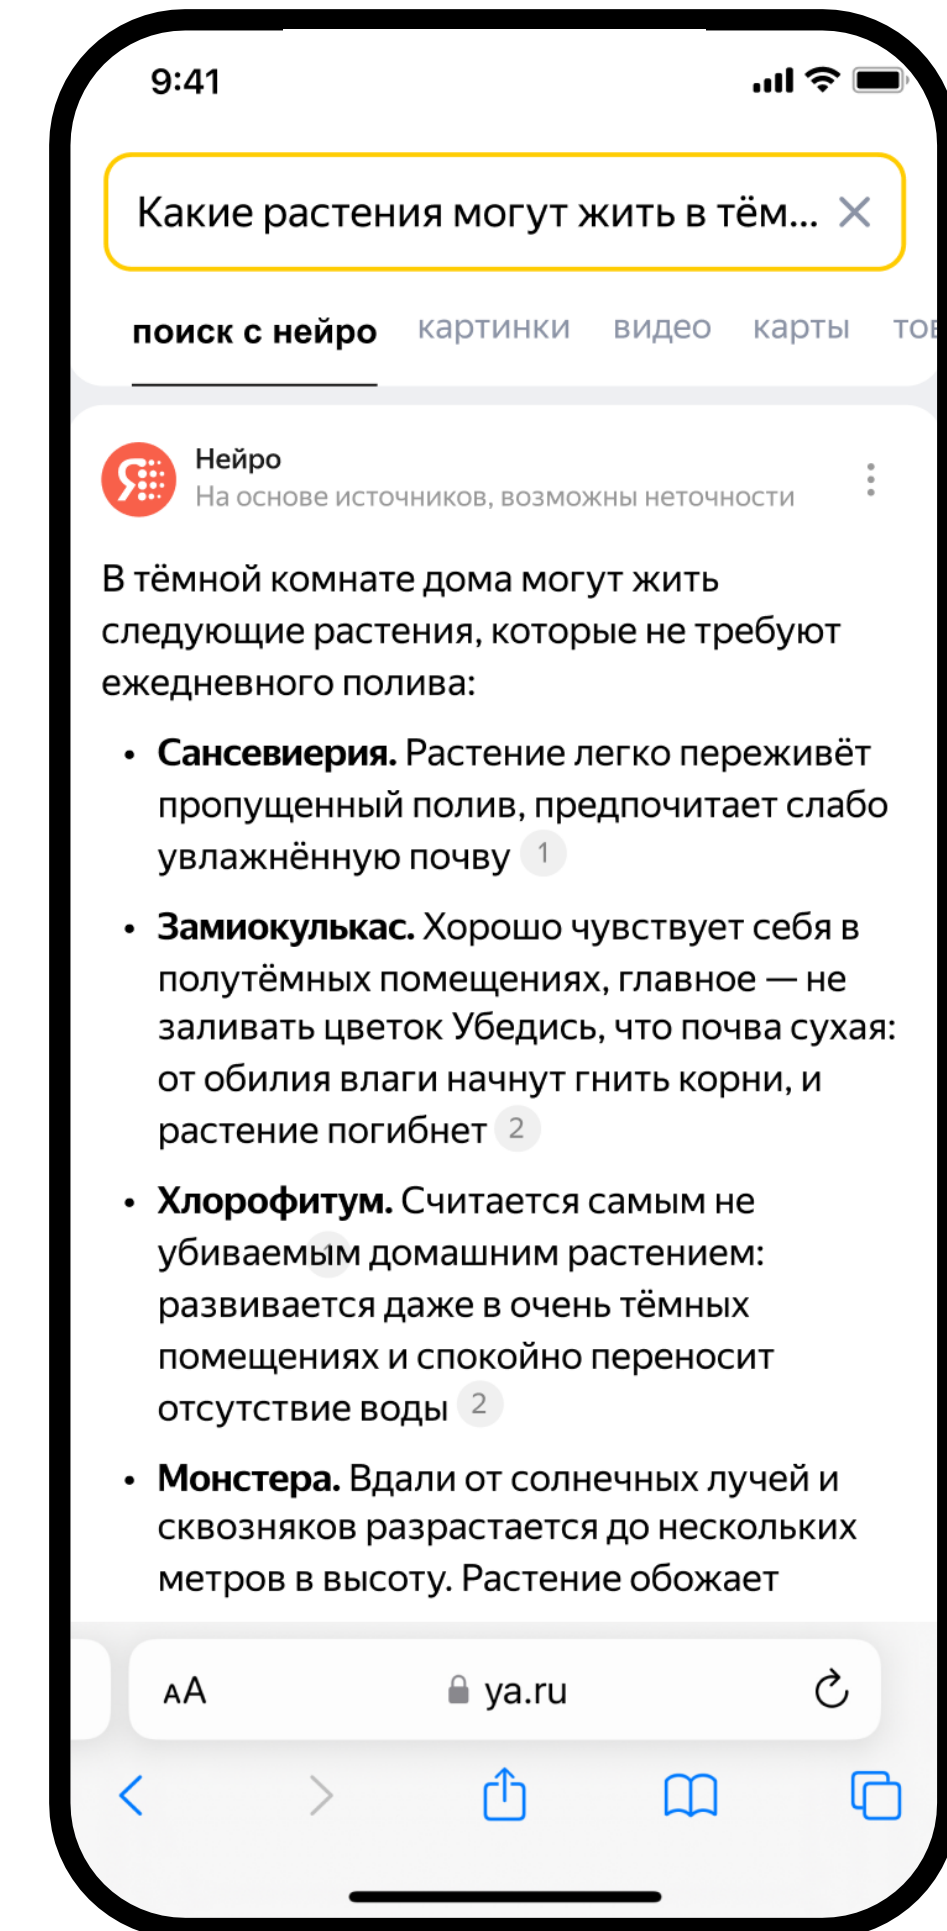 9:41
Какие растения могут жить в тём...
поиск с нейро картинки видео карты тов
Нейро
На основе источников, возможны неточности
В тёмной комнате дома могут жить
следующие растения, которые не требуют
ежедневного полива:
• Сансевиерия. Растение легко переживёт
пропущенный полив, предпочитает слабо
увлажнённую почву 1
• Замиокулькас. Хорошо чувствует себя в
полутёмных помещениях, главное — не
заливать цветок Убедись, что почва сухая:
от обилия влаги начнут гнить корни, и
растение погибнет 2
• Хлорофитум. Считается самым не
убиваемым домашним растением:
развивается даже в очень тёмных
помещениях и спокойно переносит
отсутствие воды 2
• Монстера. Вдали от солнечных лучей и
сквозняков разрастается до нескольких
метров в высоту. Растение обожает
AA ya.ru